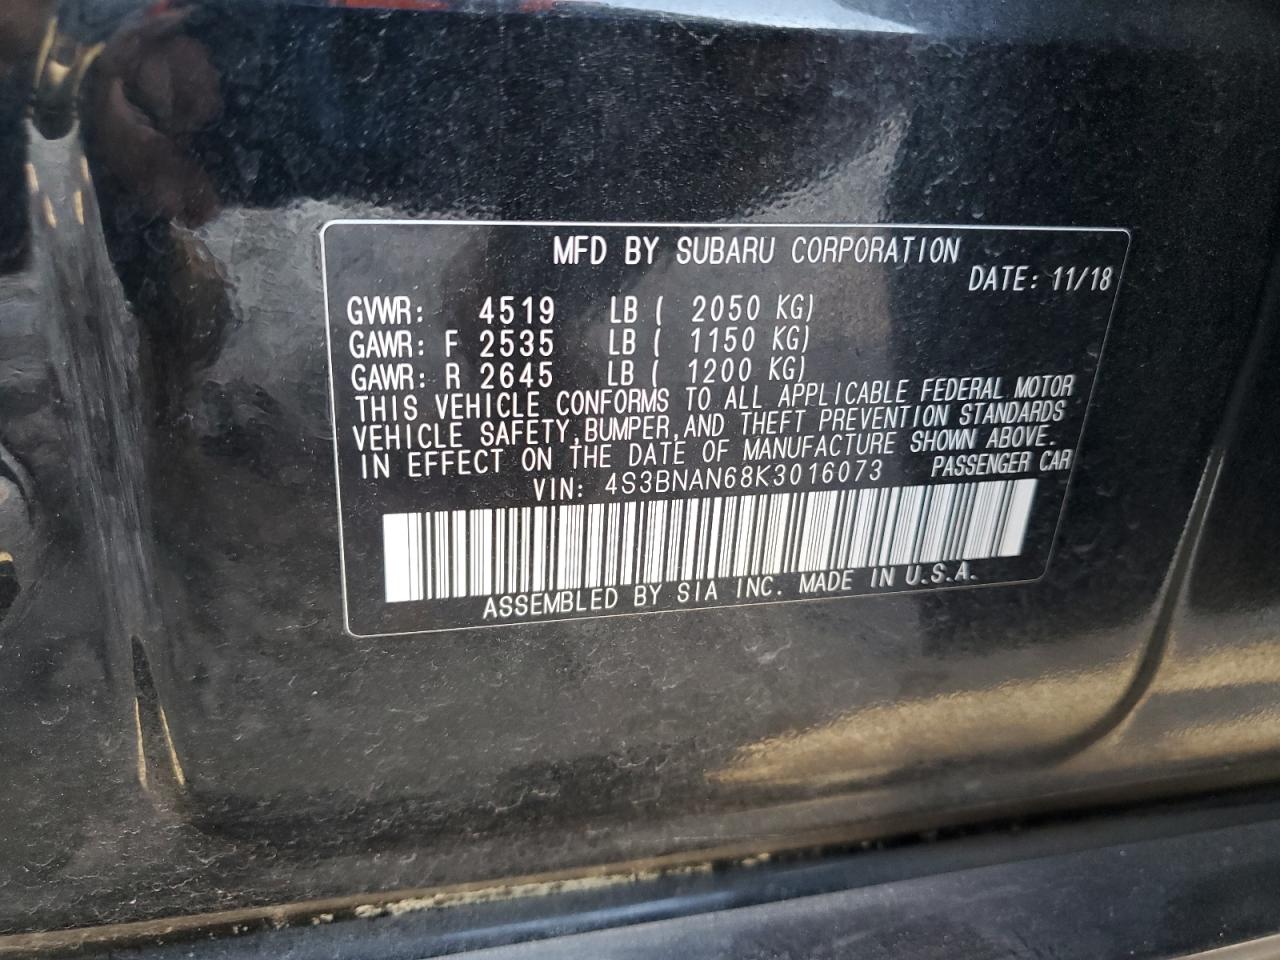 MFD BY SUBARU CORPORATION
DATE: 11/18
GVWR: 4519 LB ( 2050 KG)
GAWR: F 2535 LB ( 1150 KG)
GAWR: R 2645 LB ( 1200 KG)
THIS VEHICLE CONFORMS TO ALL APPLICABLE FEDERAL MOTOR
VEHICLE SAFETY,BUMPER,AND THEFT PREVENTION STANDARDS
IN EFFECT ON THE DATE OF MANUFACTURE SHOWN ABOVE.
PASSENGER CAR
VIN: 4S3BNAN68K3016073
ASSEMBLED BY SIA INC. MADE IN U.S.A.